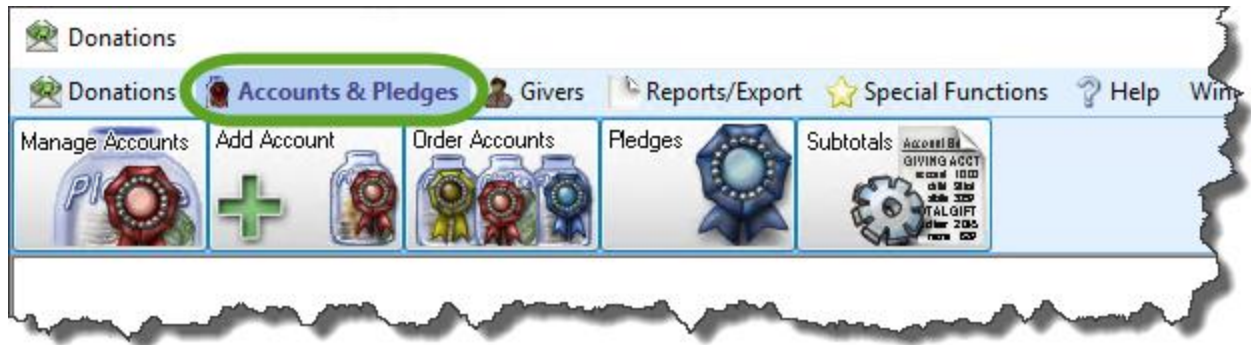 Donations
Donations Accounts & Pledges Givers Reports/Export Special Functions Help
Manage Accounts Add Account Order Accounts Pledges Subtotals
GIVING ACCT